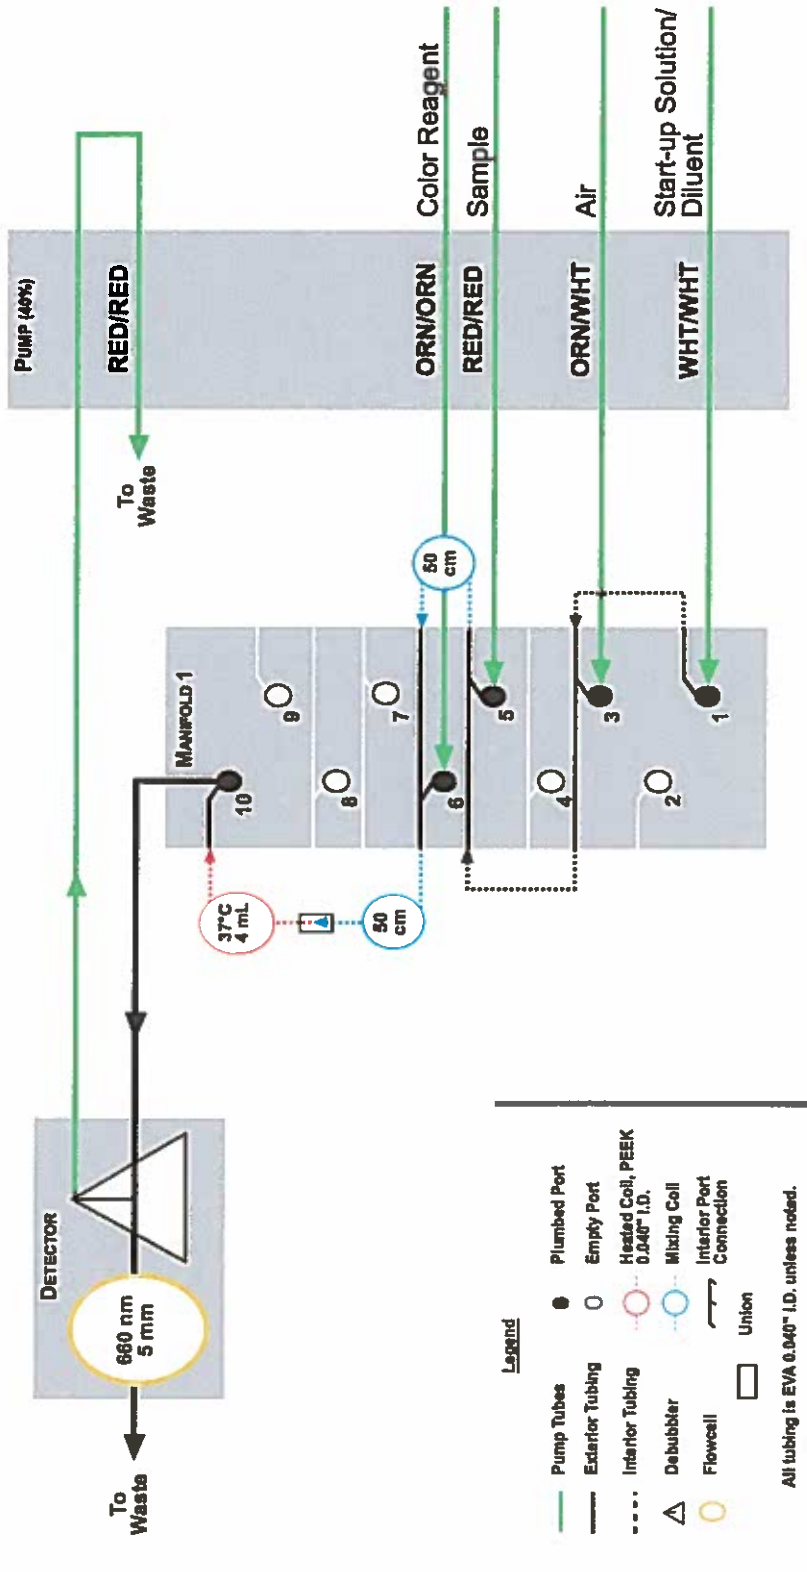 PUMP (40%)
RED/RED
To
Waste
ORN/ORN
Color Reagent
RED/RED
Sample
ORN/WHT
Air
WHT/WHT
Start-up Solution/
Diluent
MANIFOLD 1
10
9
8
7
6
5
4
3
2
1
50
cm
50
cm
37°C
4 mL
DETECTOR
660 nm
5 mm
To
Waste
Legend
Pump Tubes
Exterior Tubing
Interior Tubing
Debubbler
Flowcell
Plumbed Port
Empty Port
Heated Coil, PEEK
0.040" I.D.
Mixing Coil
Interior Port
Connection
Union
All tubing is EVA 0.040" I.D. unless noted.